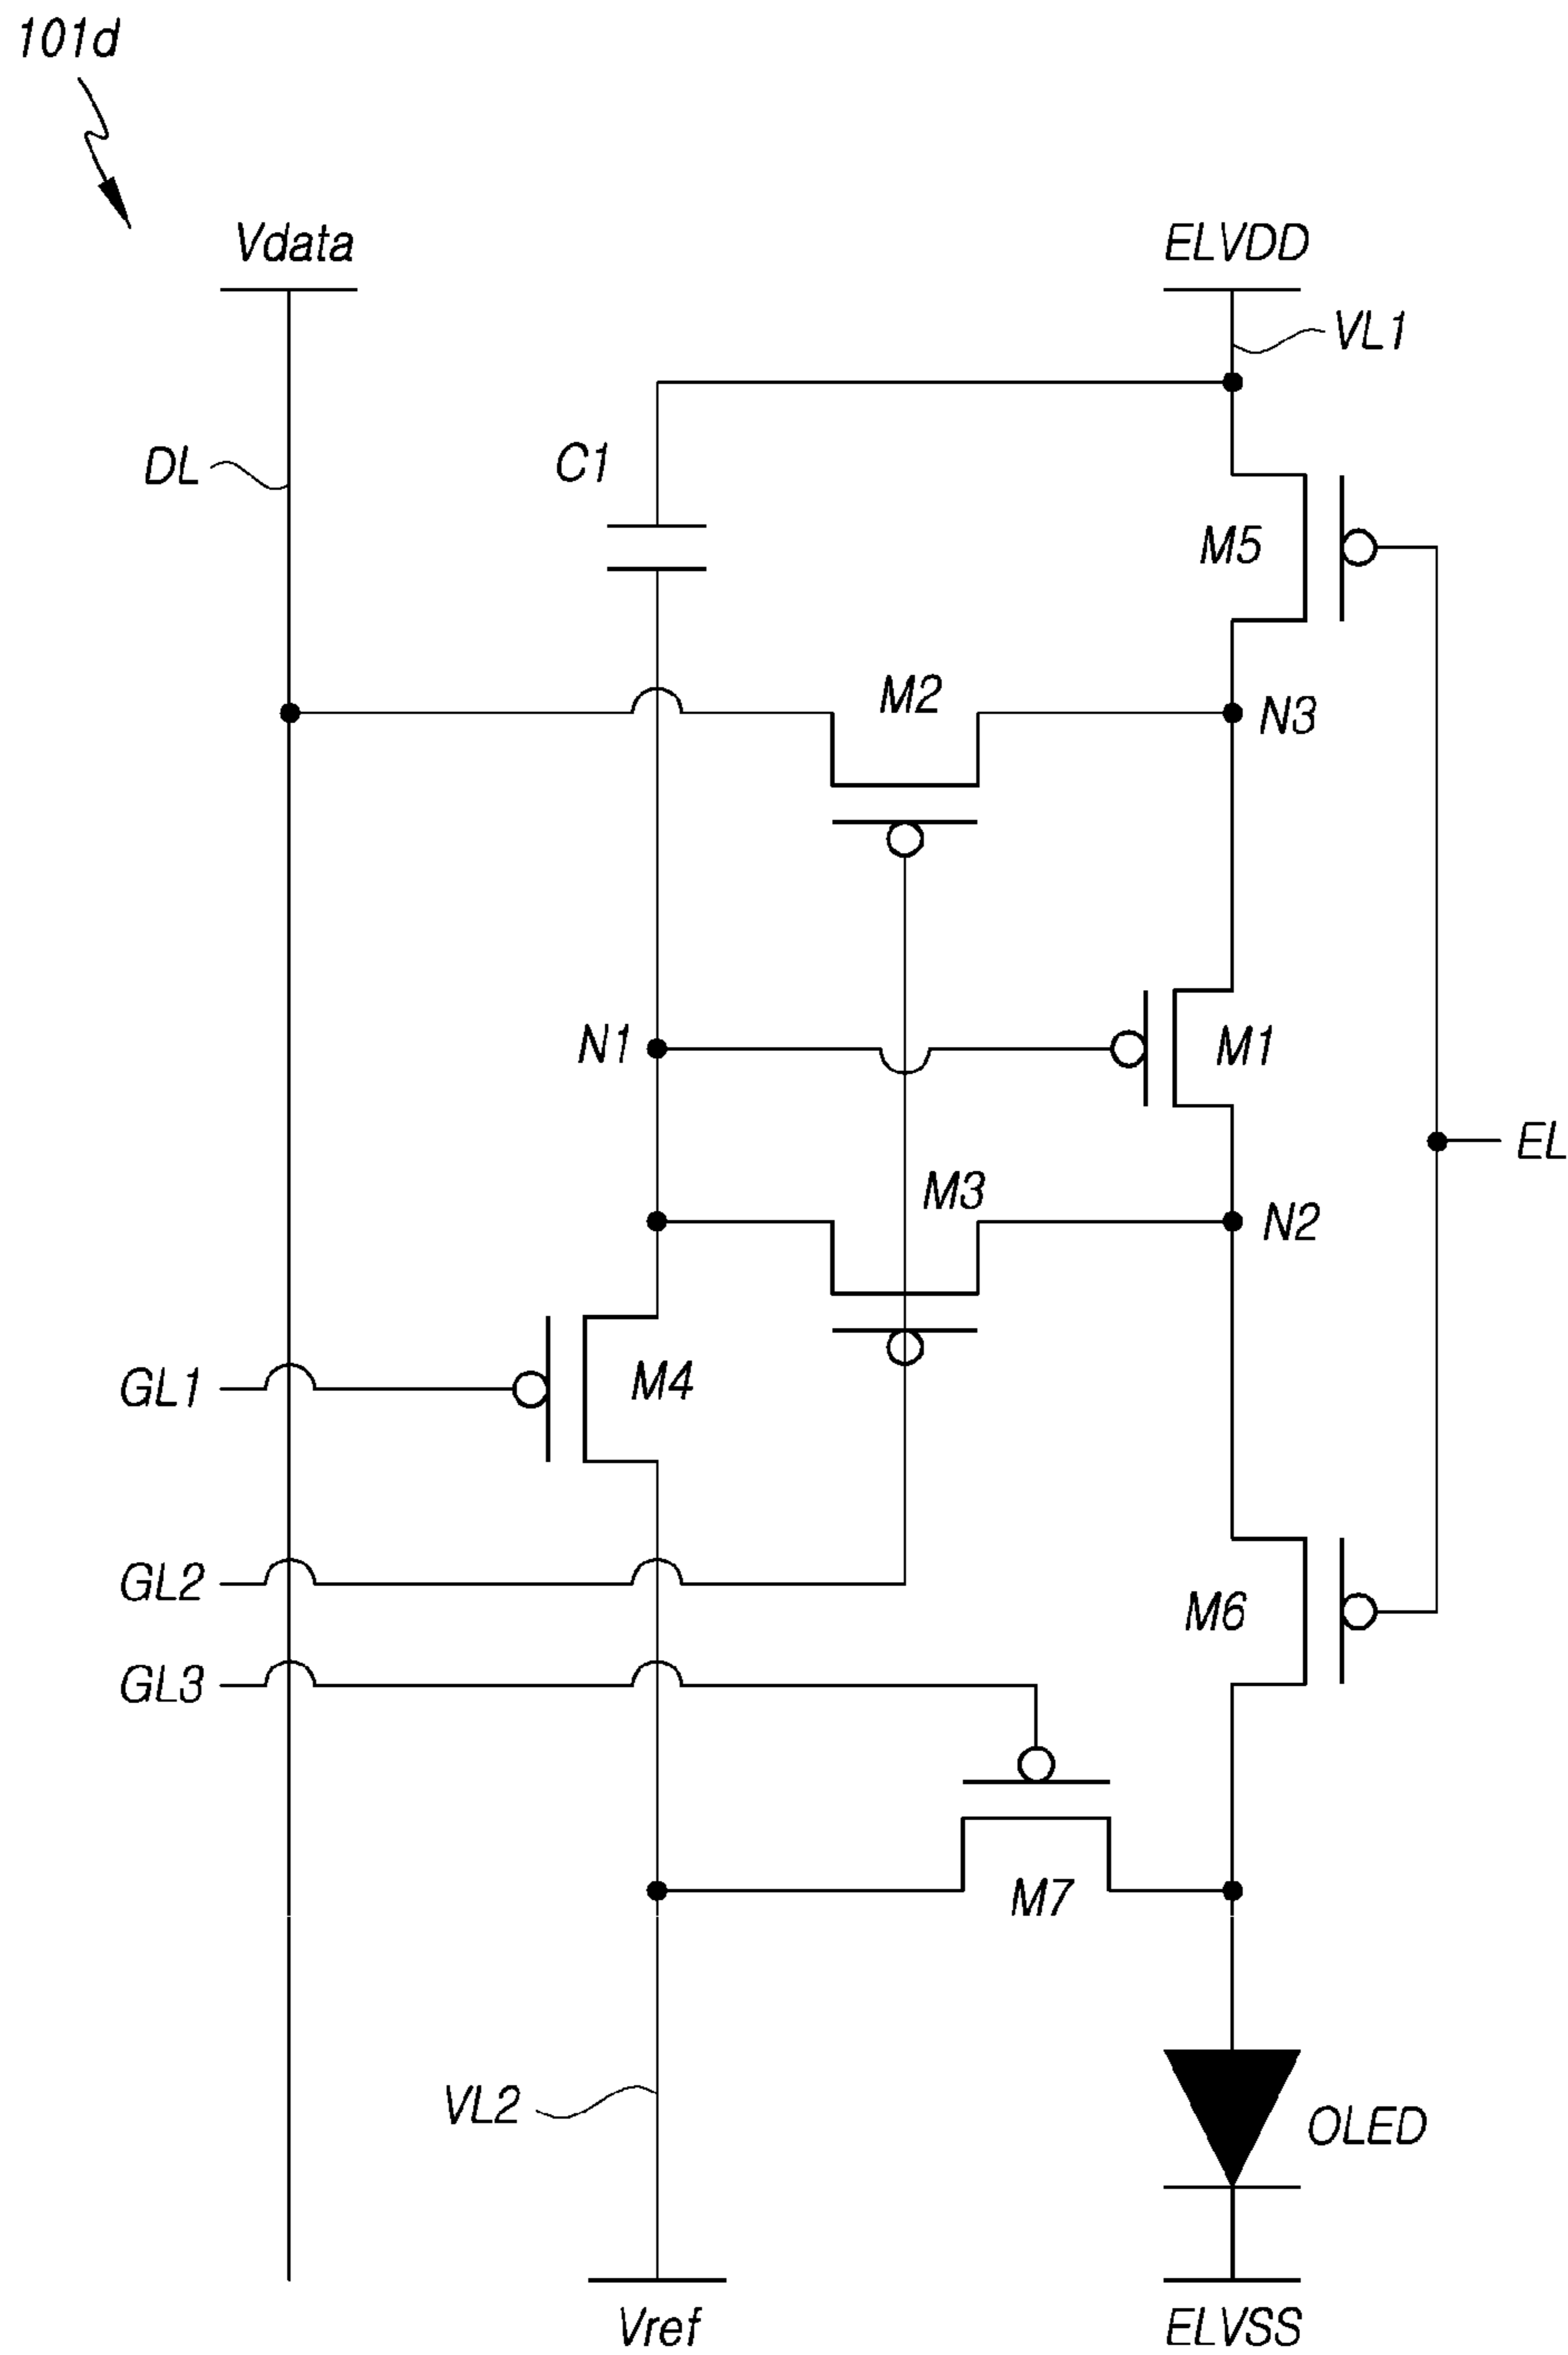 101d
Vdata
ELVDD
VL1
DL
C1
M5
M2
N3
N1
M1
EL
M3
N2
GL1
M4
GL2
M6
GL3
M7
VL2
OLED
Vref
ELVSS